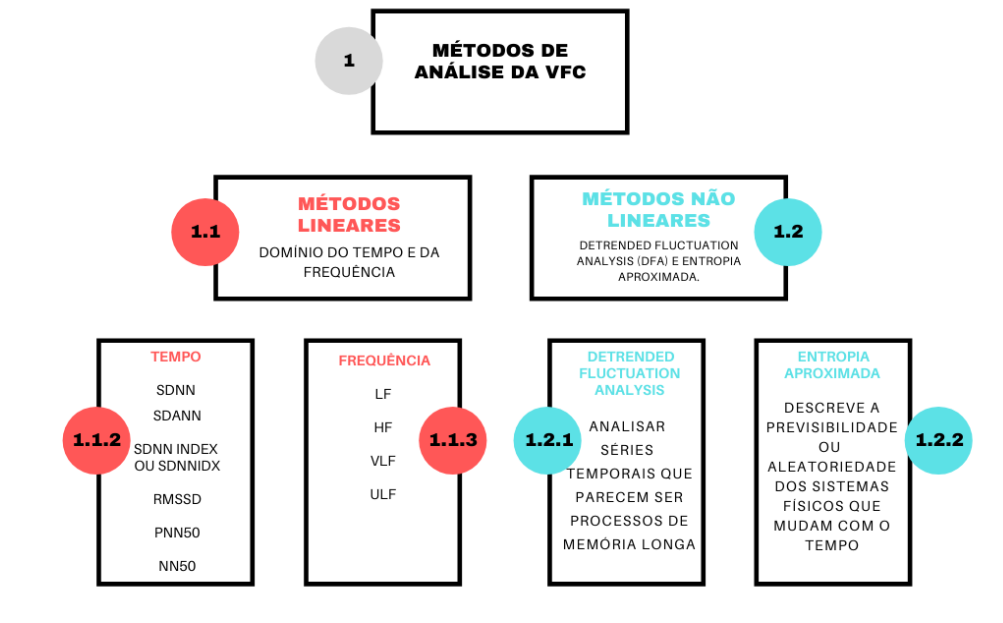 1
MÉTODOS DE
ANÁLISE DA VFC
1.1
MÉTODOS
LINEARES
DOMÍNIO DO TEMPO E DA
FREQUÊNCIA
MÉTODOS NÃO
LINEARES
DETRENDED FLUCTUATION
ANALYSIS (DFA) E ENTROPIA
APROXIMADA.
1.2
TEMPO
SDNN
SDANN
SDNN INDEX
OU SDNNIDX
RMSSD
PNN50
NN50
1.1.2
FREQUÊNCIA
LF
HF
VLF
ULF
1.1.3
DETRENDED
FLUCTUATION
ANALYSIS
ANALISAR
SÉRIES
TEMPORAIS QUE
PARECEM SER
PROCESSOS DE
MEMÓRIA LONGA
1.2.1
ENTROPIA
APROXIMADA
DESCREVE A
PREVISIBILIDADE
OU
ALEATORIEDADE
DOS SISTEMAS
FÍSICOS QUE
MUDAM COM O
TEMPO
1.2.2